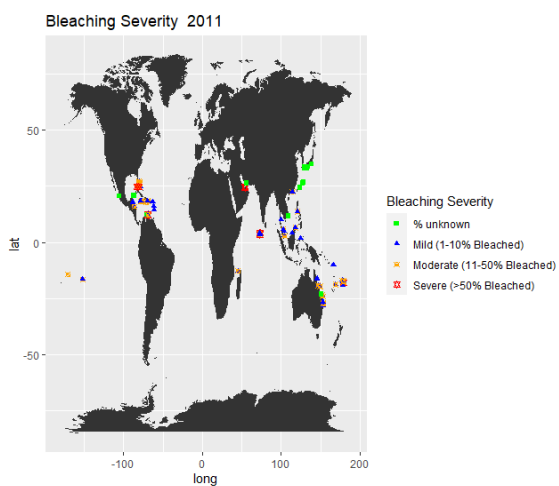 Bleaching Severity  2011
50
0
-50
lat
-100
0
100
200
long
Bleaching Severity
% unknown
Mild (1-10% Bleached)
Moderate (11-50% Bleached)
Severe (>50% Bleached)